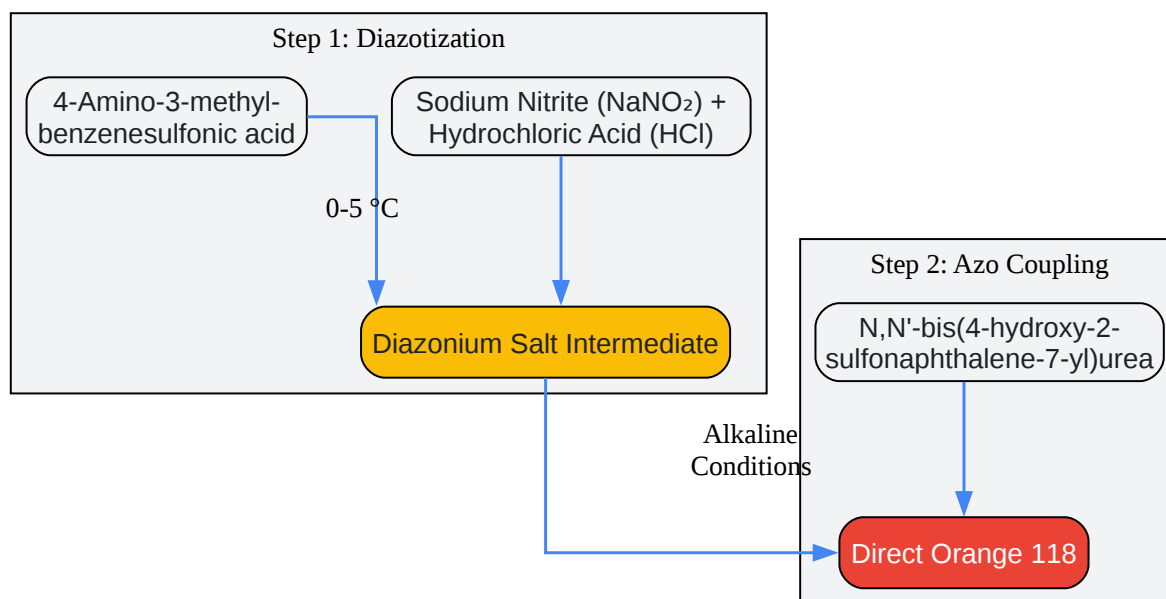 Step 1: Diazotization
4-Amino-3-methyl-
benzenesulfonic acid
Sodium Nitrite (NaNO₂) +
Hydrochloric Acid (HCl)
0-5 °C
Diazonium Salt Intermediate
Step 2: Azo Coupling
N,N'-bis(4-hydroxy-2-
sulfonaphthalene-7-yl)urea
Alkaline
Conditions
Direct Orange 118